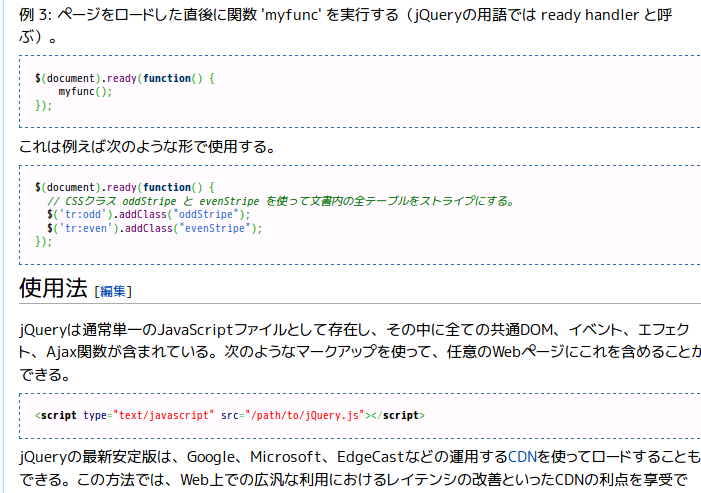 例 3: ページをロードした直後に関数 'myfunc' を実行する（jQueryの用語では ready handler と呼
ぶ）。
$(document).ready(function() {
    myfunc();
});
これは例えば次のような形で使用する。
$(document).ready(function() {
  // CSSクラス oddStripe と evenStripe を使って文書内の全テーブルをストライプにする。
  $('tr:odd').addClass("oddStripe");
  $('tr:even').addClass("evenStripe");
});
使用法 [編集]
jQueryは通常単一のJavaScriptファイルとして存在し、その中に全ての共通DOM、イベント、エフェク
ト、Ajax関数が含まれている。次のようなマークアップを使って、任意のWebページにこれを含めることが
できる。
<script type="text/javascript" src="/path/to/jQuery.js"></script>
jQueryの最新安定版は、Google、Microsoft、EdgeCastなどの運用するCDNを使ってロードすることも
できる。この方法では、Web上での広汎な利用におけるレイテンシの改善といったCDNの利点を享受で